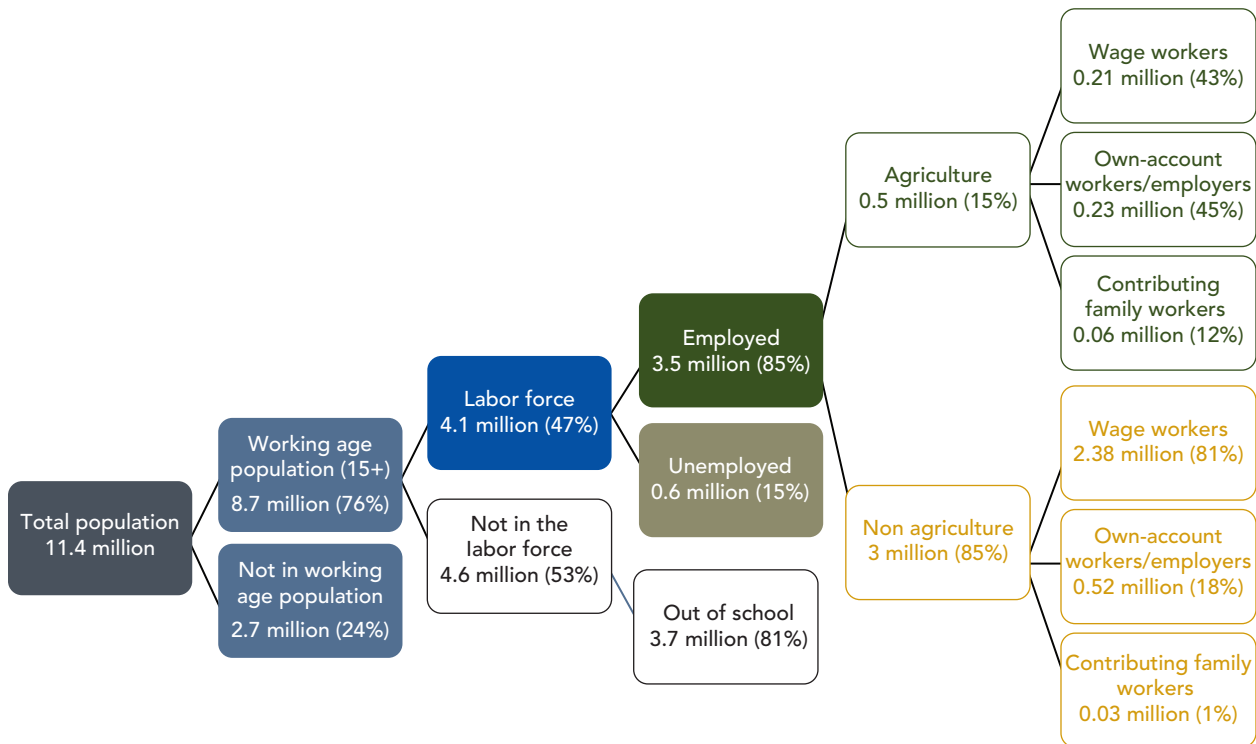 Total population
11.4 million
Working age
population (15+)
8.7 million (76%)
Not in working
age population
2.7 million (24%)
Labor force
4.1 million (47%)
Not in the
labor force
4.6 million (53%)
Employed
3.5 million (85%)
Unemployed
0.6 million (15%)
Out of school
3.7 million (81%)
Agriculture
0.5 million (15%)
Non agriculture
3 million (85%)
Wage workers
0.21 million (43%)
Own-account
workers/employers
0.23 million (45%)
Contributing
family workers
0.06 million (12%)
Wage workers
2.38 million (81%)
Own-account
workers/employers
0.52 million (18%)
Contributing family
workers
0.03 million (1%)